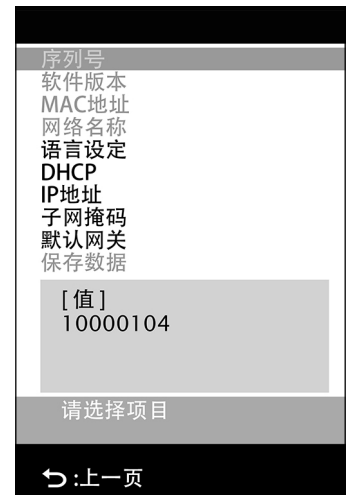 序列号
软件版本
MAC地址
网络名称
语言设定
DHCP
IP地址
子网掩码
默认网关
保存数据
[值]
10000104
请选择项目
⮌:上一页